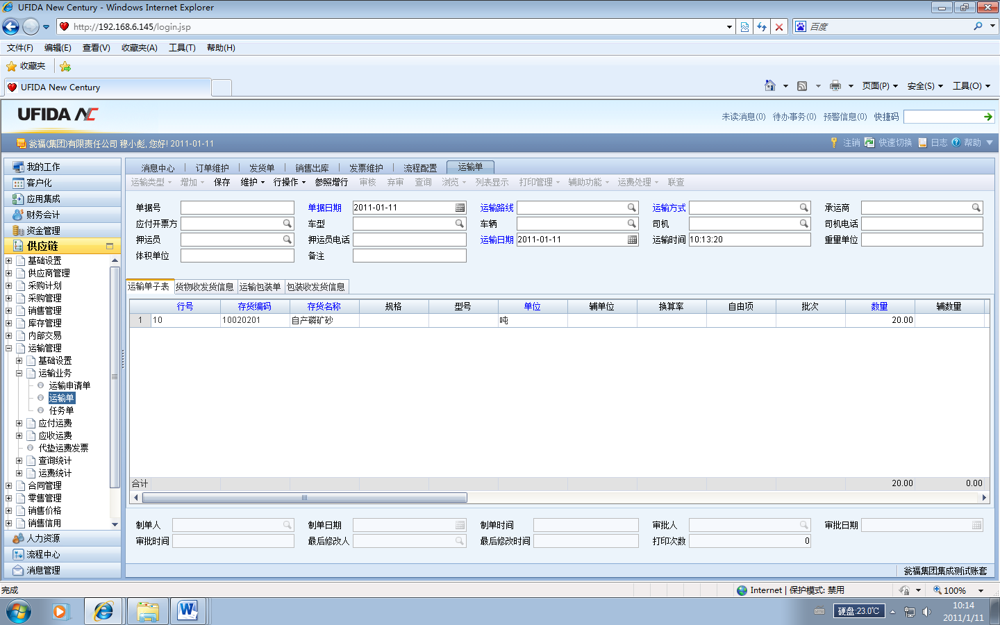 UFIDA New Century - Windows Internet Explorer
http://192.168.6.145/login.jsp
百度
文件(F) 编辑(E) 查看(V) 收藏夹(A) 工具(T) 帮助(H)
收藏夹
UFIDA New Century
页面(P) 安全(S) 工具(O)
UFIDA NC
未读消息(0) 待办事务(0) 预警信息(0) 快捷码
瓮福(集团)有限责任公司 穆小彪, 您好! 2011-01-11
注销 快速切换 日志 帮助
我的工作
客户化
应用集成
财务会计
资金管理
供应链
基础设置
供应商管理
采购计划
采购管理
销售管理
库存管理
内部交易
运输管理
基础设置
运输业务
运输申请单
运输单
任务单
应付运费
应收运费
代垫运费发票
查询统计
运费统计
合同管理
零售管理
销售价格
销售信用
人力资源
流程中心
消息管理
消息中心 订单维护 发货单 销售出库 发票维护 流程配置 运输单
运输类型 增加 保存 维护 行操作 参照增行 审核 弃审 查询 浏览 列表显示 打印管理 辅助功能 运费处理 联查
单据号 单据日期 2011-01-11 运输路线 运输方式 承运商
应付开票方 车型 车辆 司机 司机电话
押运员 押运员电话 运输日期 2011-01-11 运输时间 10:13:20 重量单位
体积单位 备注
运输单子表 货物收发货信息 运输包装单 包装收发货信息
行号 存货编码 存货名称 规格 型号 单位 辅单位 换算率 自由项 批次 数量 辅数量
1 10 10020201 自产磷矿砂 吨 20.00
合计 20.00 0.00
制单人 制单日期 制单时间 审批人 审批日期
审批时间 最后修改人 最后修改时间 打印次数 0
瓮福集团集成测试账套
完成
Internet | 保护模式: 禁用
100%
硬盘:23.0℃
10:14
2011/1/11